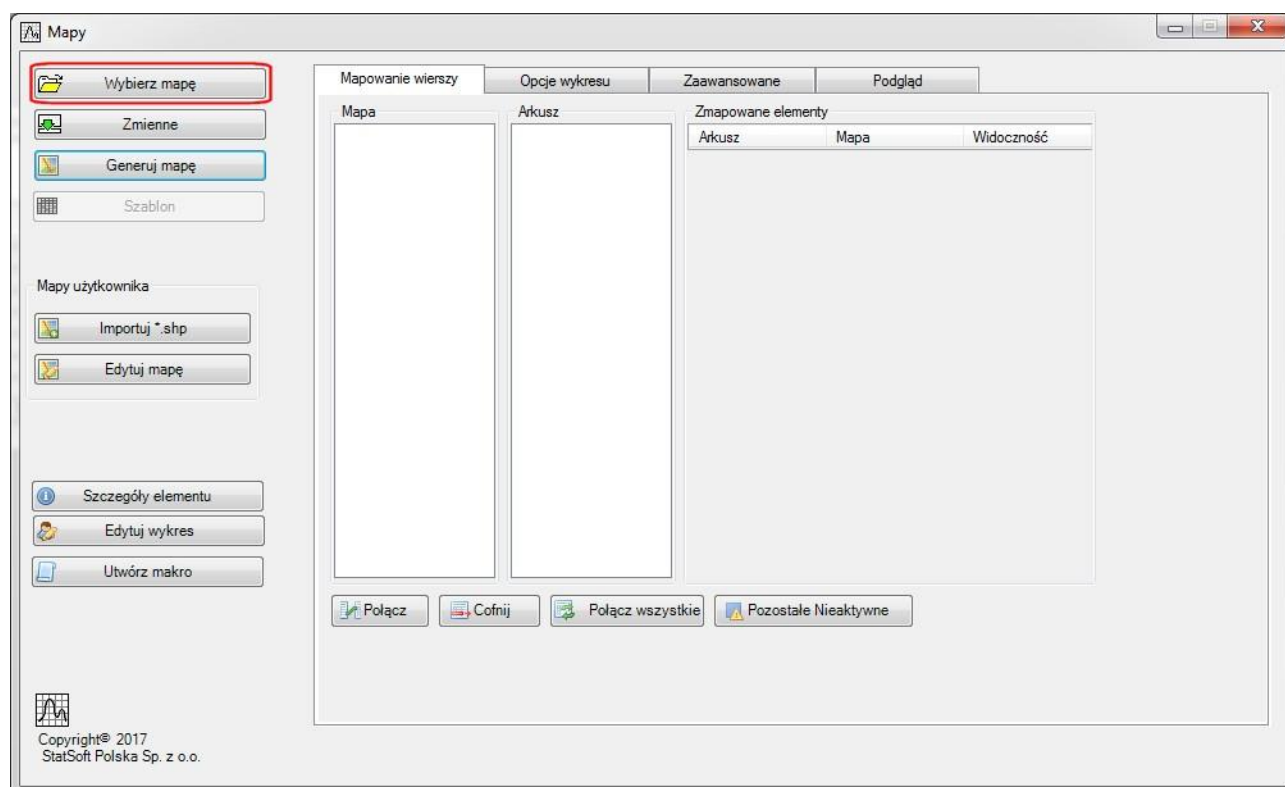 Mapy
Wybierz mapę
Zmienne
Generuj mapę
Szablon
Mapy użytkownika
Importuj *.shp
Edytuj mapę
Szczegóły elementu
Edytuj wykres
Utwórz makro
Copyright© 2017
StatSoft Polska Sp. z o.o.
Mapowanie wierszy
Opcje wykresu
Zaawansowane
Podgląd
Mapa
Arkusz
Zmapowane elementy
Arkusz Mapa Widoczność
Połącz
Cofnij
Połącz wszystkie
Pozostałe Nieaktywne